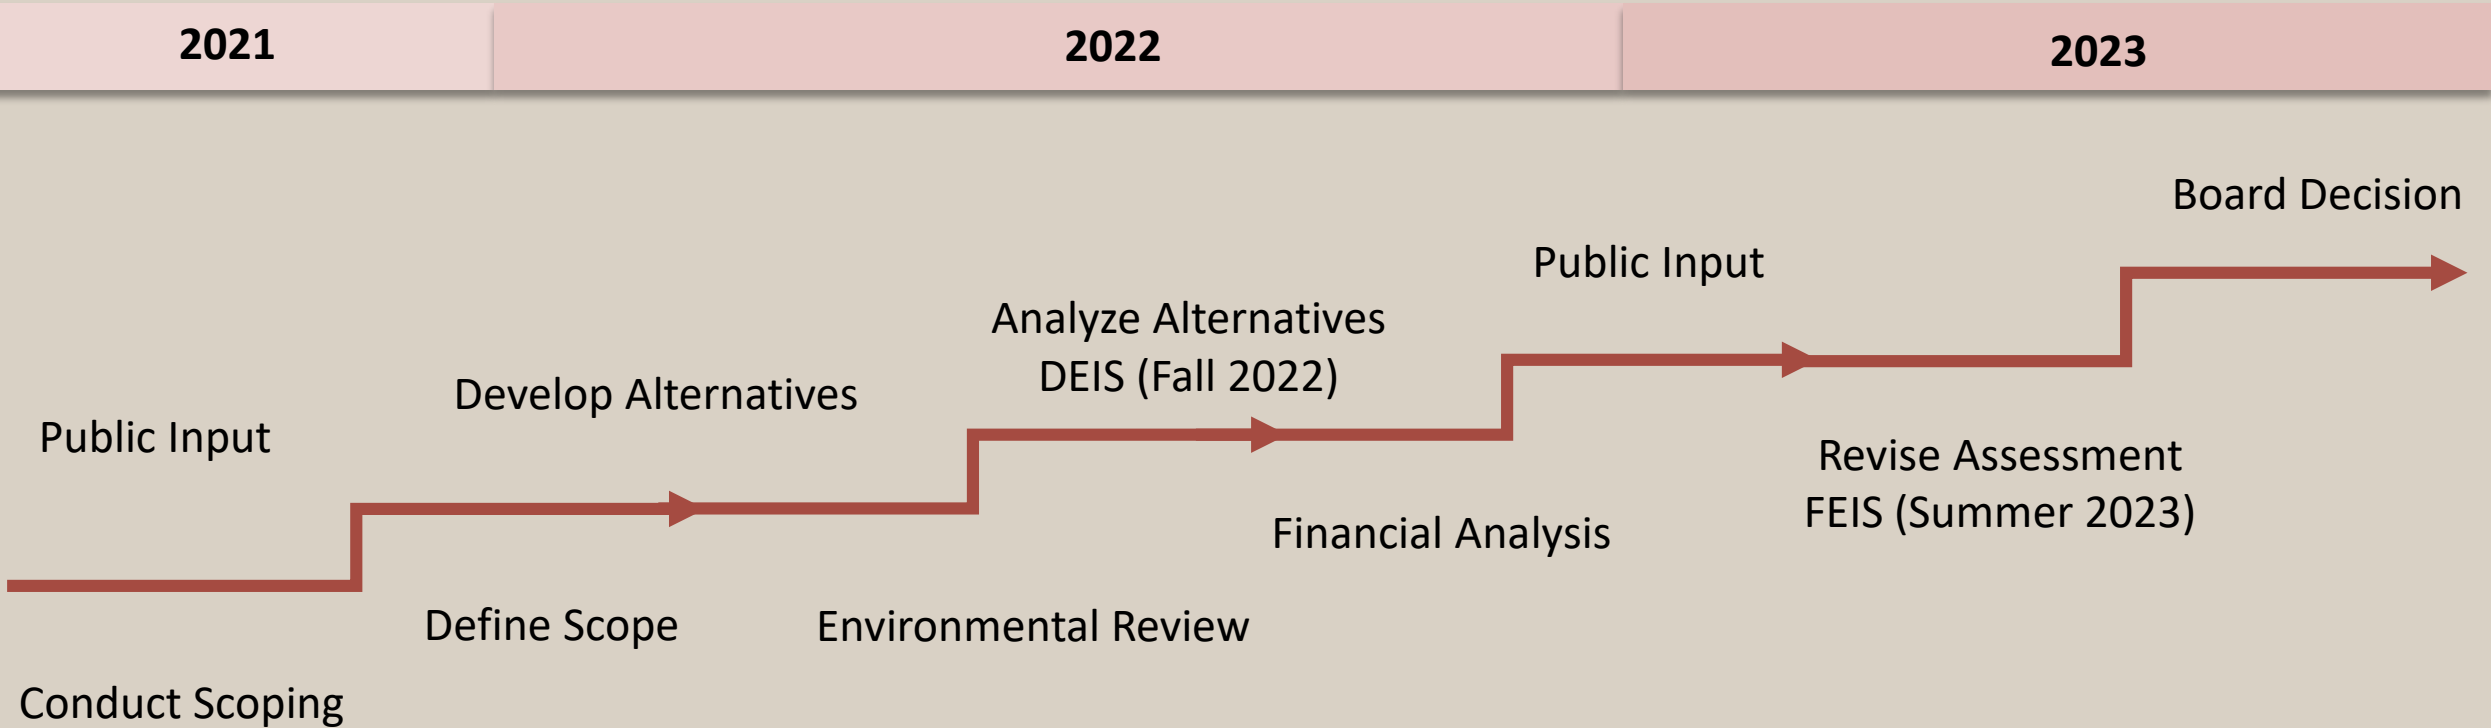 2021
2022
2023
Public Input
Conduct Scoping
Develop Alternatives
Define Scope
Environmental Review
Analyze Alternatives
DEIS (Fall 2022)
Financial Analysis
Public Input
Revise Assessment
FEIS (Summer 2023)
Board Decision